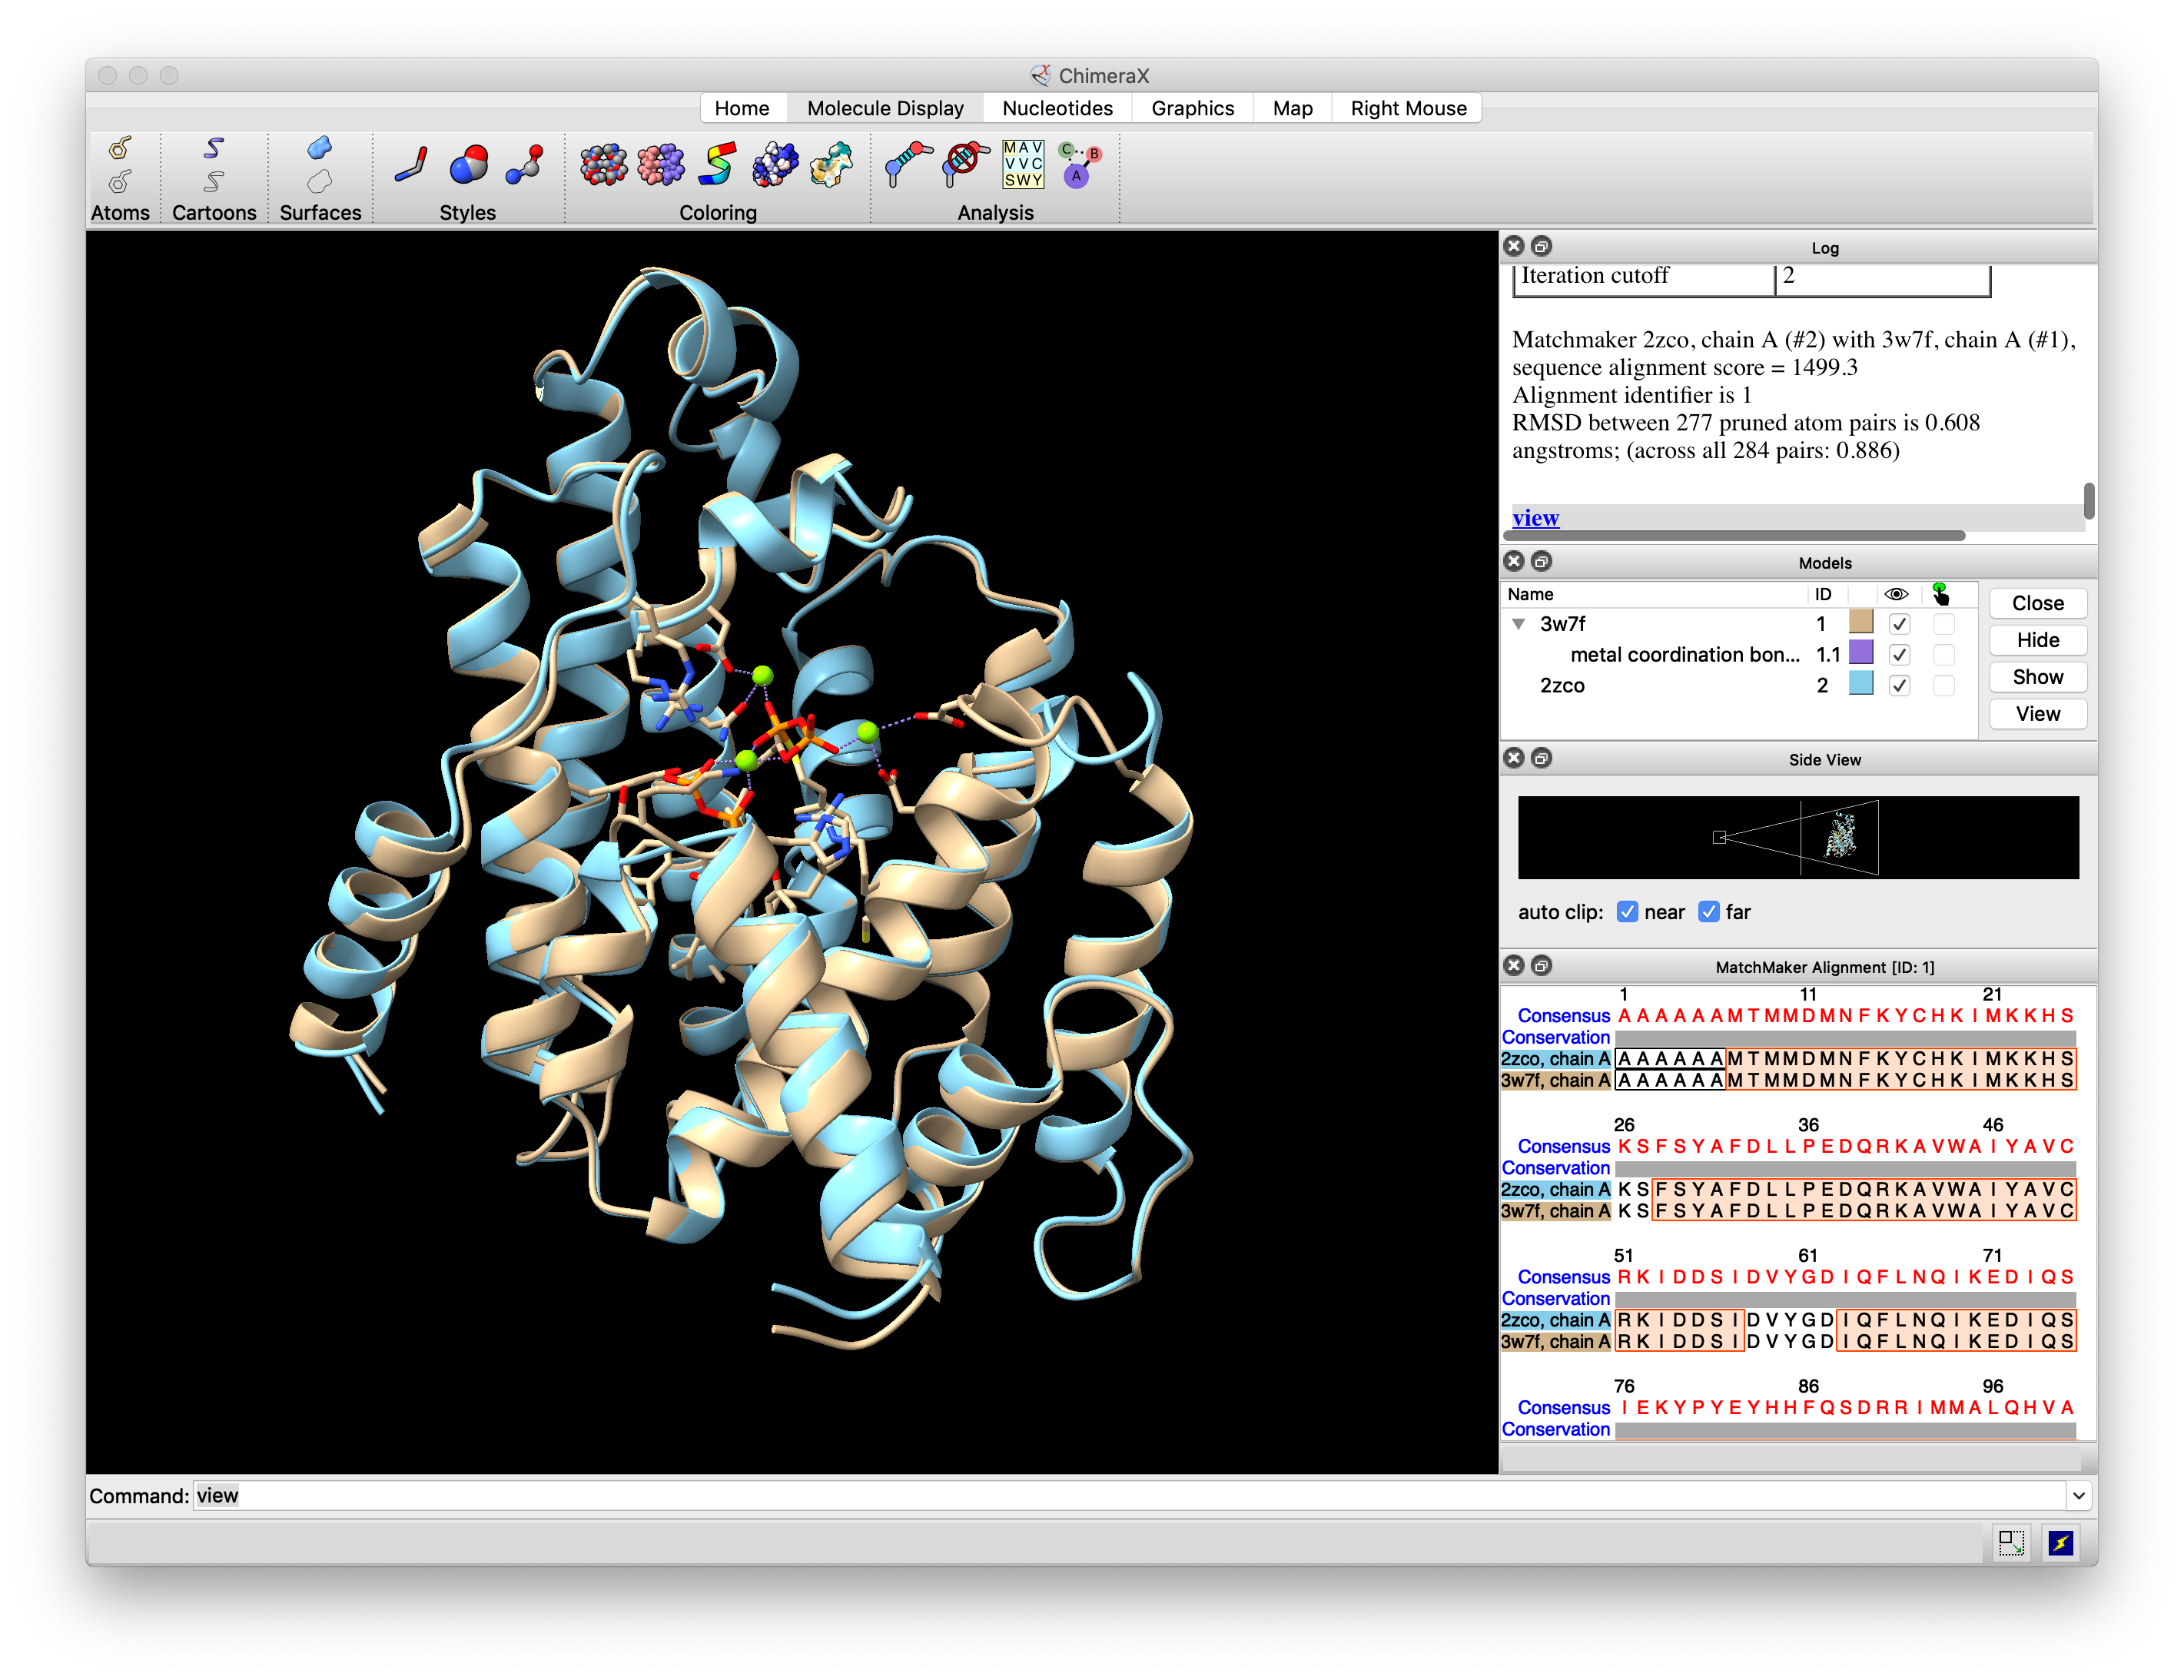 ChimeraX
Home Molecule Display Nucleotides Graphics Map Right Mouse
M A V
V V C
S W Y
C B
A
Atoms Cartoons Surfaces Styles Coloring Analysis
Log
Iteration cutoff 2
Matchmaker 2zco, chain A (#2) with 3w7f, chain A (#1),
sequence alignment score = 1499.3
Alignment identifier is 1
RMSD between 277 pruned atom pairs is 0.608
angstroms; (across all 284 pairs: 0.886)
view
Models
Name ID
3w7f 1
metal coordination bon... 1.1
2zco 2
Close
Hide
Show
View
Side View
auto clip: near far
MatchMaker Alignment [ID: 1]
1 11 21
Consensus A A A A A A M T M M D M N F K Y C H K I M K K H S
Conservation
2zco, chain A A A A A A A M T M M D M N F K Y C H K I M K K H S
3w7f, chain A A A A A A A M T M M D M N F K Y C H K I M K K H S
26 36 46
Consensus K S F S Y A F D L L P E D Q R K A V W A I Y A V C
Conservation
2zco, chain A K S F S Y A F D L L P E D Q R K A V W A I Y A V C
3w7f, chain A K S F S Y A F D L L P E D Q R K A V W A I Y A V C
51 61 71
Consensus R K I D D S I D V Y G D I Q F L N Q I K E D I Q S
Conservation
2zco, chain A R K I D D S I D V Y G D I Q F L N Q I K E D I Q S
3w7f, chain A R K I D D S I D V Y G D I Q F L N Q I K E D I Q S
76 86 96
Consensus I E K Y P Y E Y H H F Q S D R R I M M A L Q H V A
Conservation
Command: view